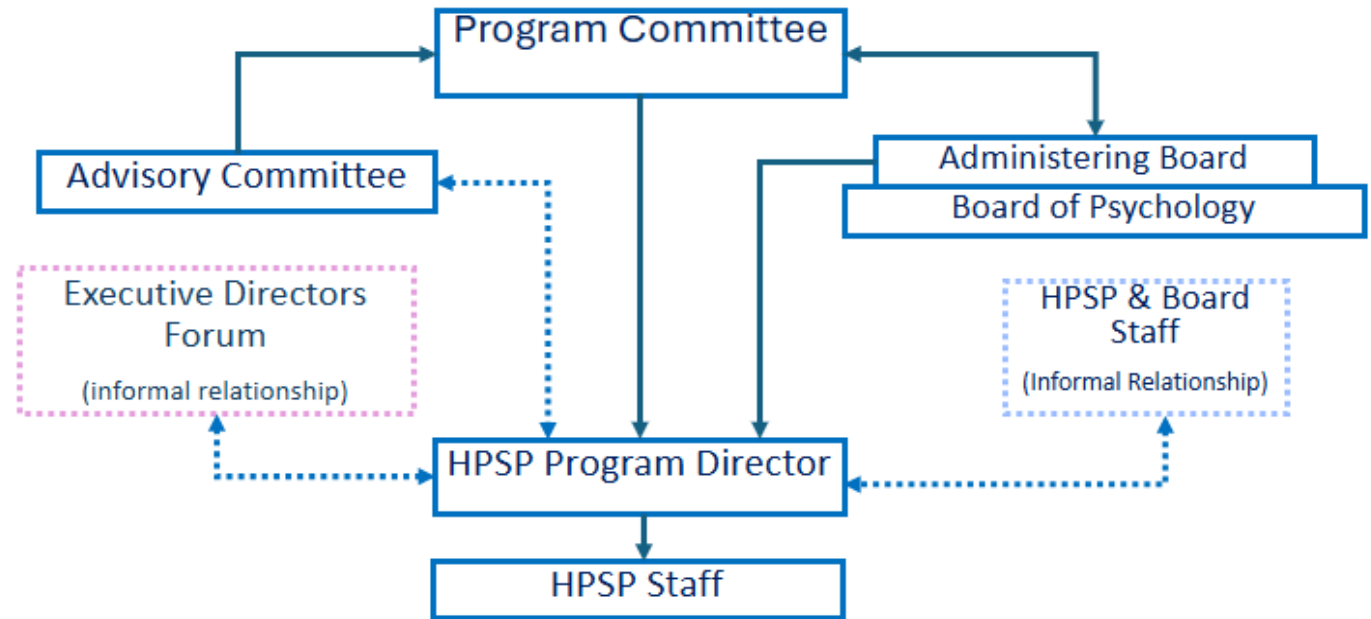 Program Committee
Advisory Committee
Administering Board
Board of Psychology
Executive Directors
Forum
(informal relationship)
HPSP & Board
Staff
(Informal Relationship)
HPSP Program Director
HPSP Staff